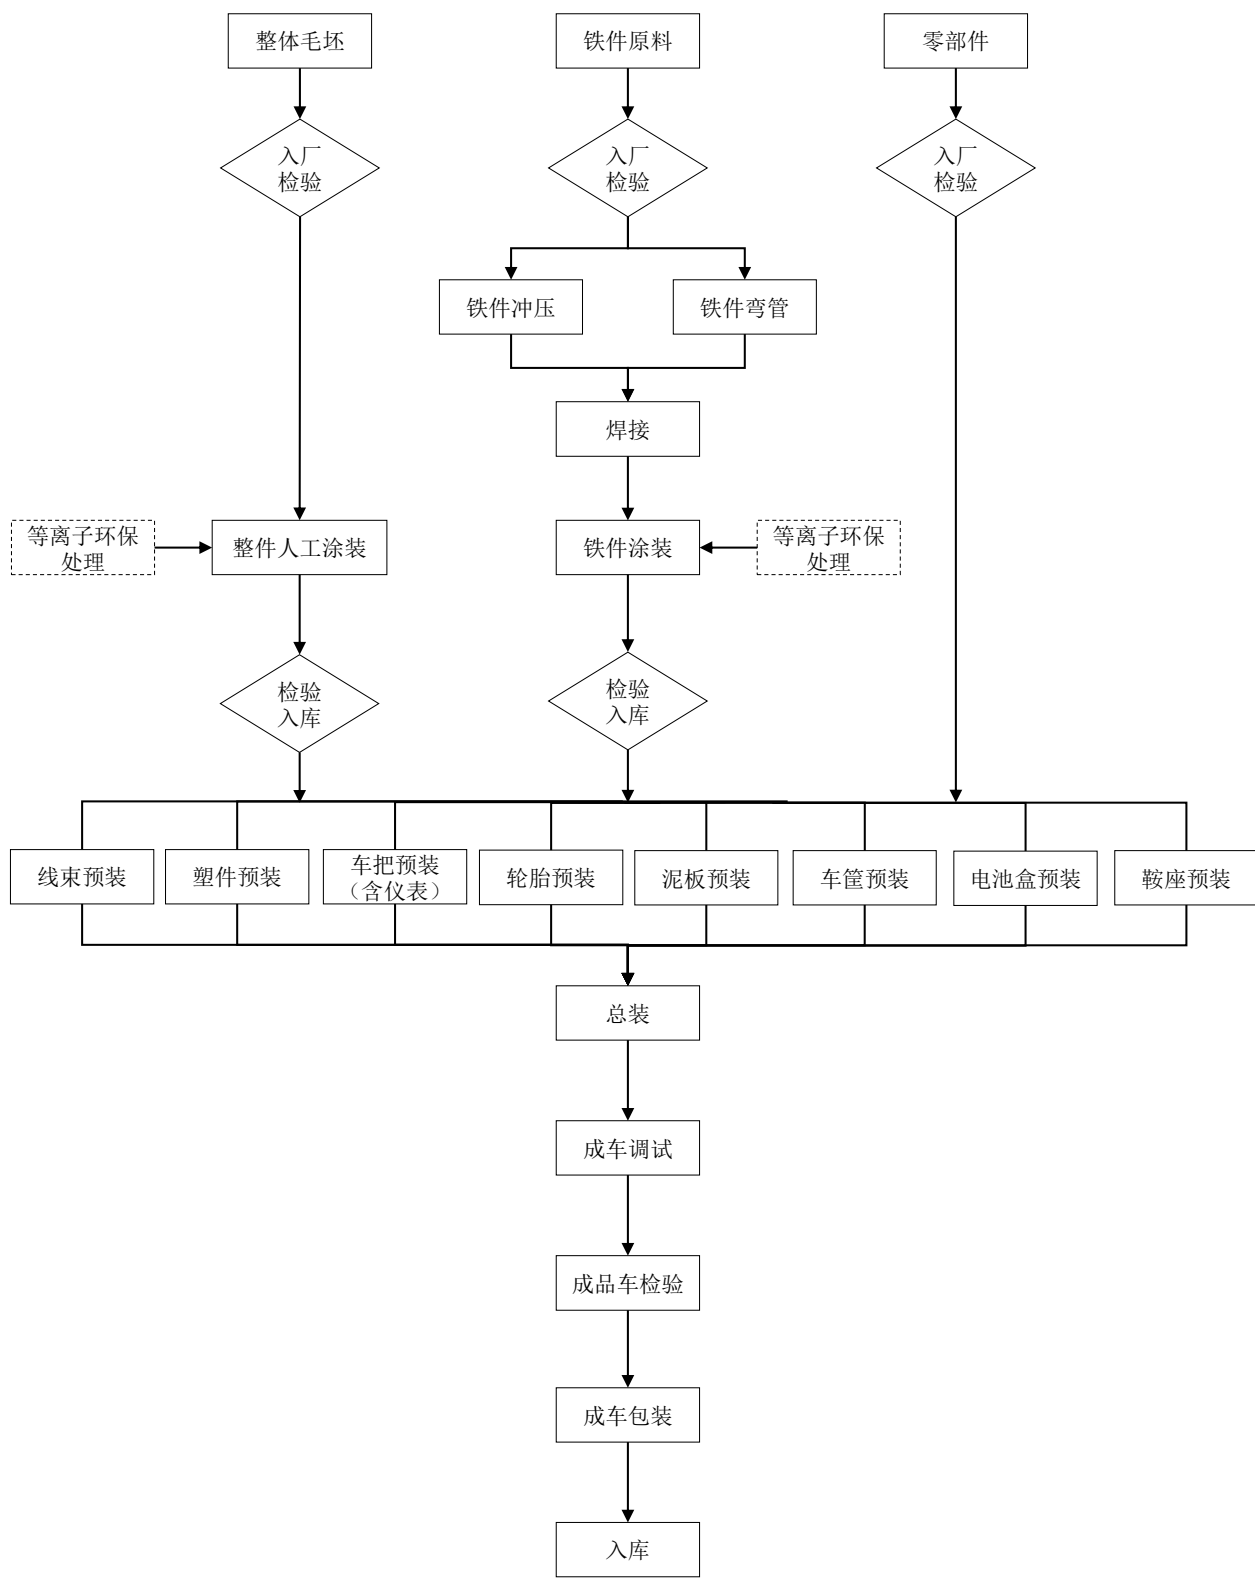 整体毛坯
铁件原料
零部件
入厂
检验
入厂
检验
入厂
检验
铁件冲压
铁件弯管
焊接
等离子环保
处理
整件人工涂装
铁件涂装
等离子环保
处理
检验
入库
检验
入库
线束预装
塑件预装
车把预装
（含仪表）
轮胎预装
泥板预装
车筐预装
电池盒预装
鞍座预装
总装
成车调试
成品车检验
成车包装
入库